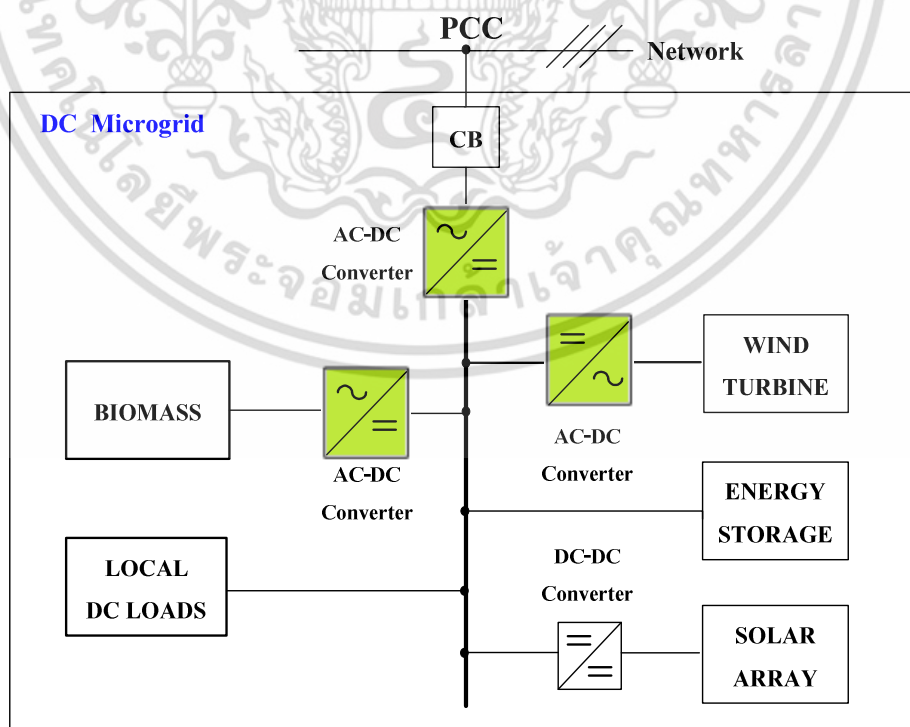 PCC
Network
DC Microgrid
CB
AC-DC
Converter
WIND
TURBINE
BIOMASS
AC-DC
Converter
AC-DC
Converter
ENERGY
STORAGE
LOCAL
DC LOADS
DC-DC
Converter
SOLAR
ARRAY